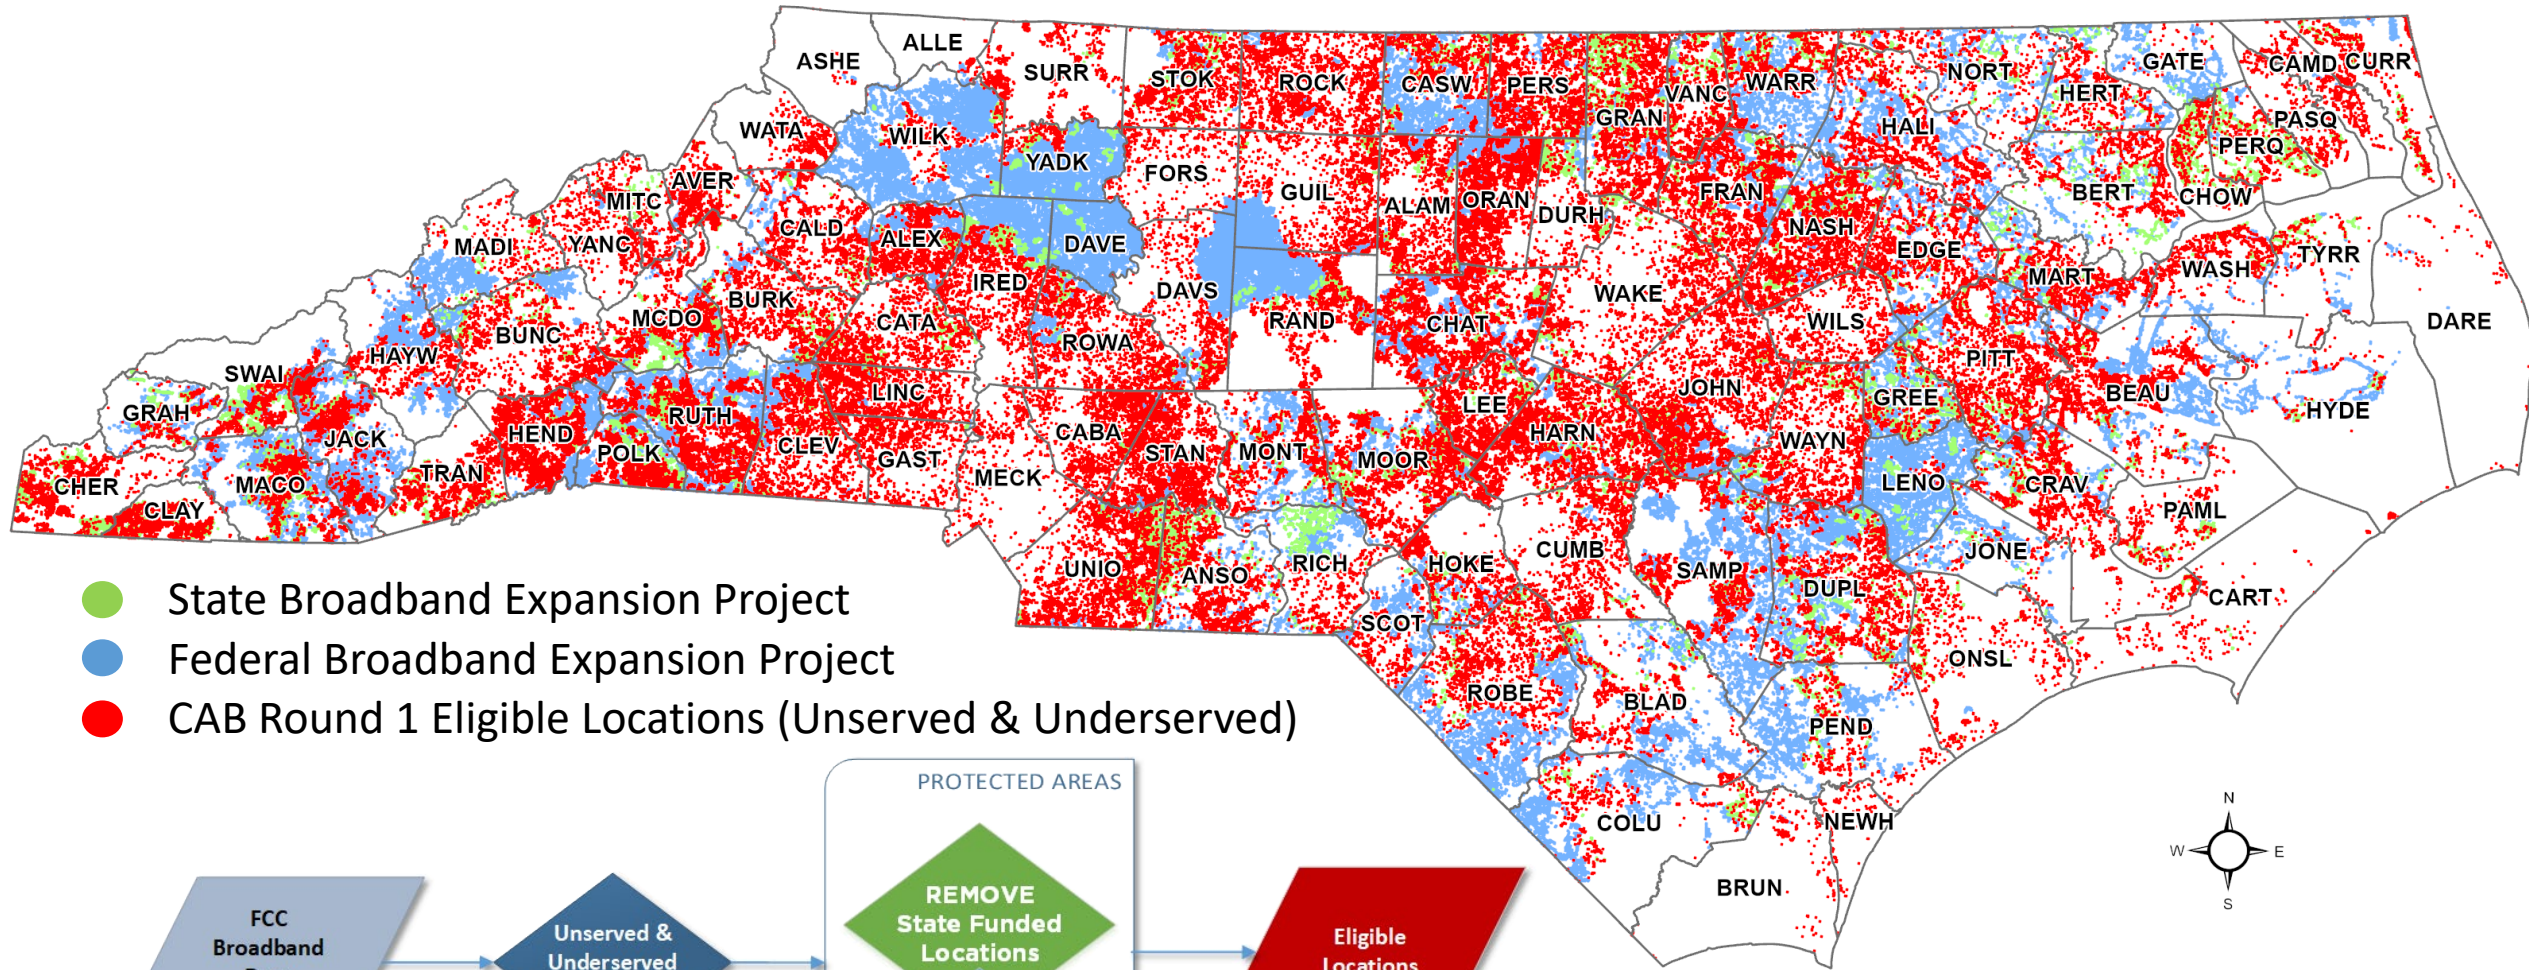 ALLE
ASHE
SURR
STOK
ROCK
CASW
PERS
VANC
WARR
NORT
GATE
CAMD
CURR
HERT
GRAN
WATA
WILK
HALI
PASQ
PERQ
YADK
FORS
GUIL
AVER
MITC
ALAM
ORAN
DURH
FRAN
BERT
CHOW
CALD
ALEX
DAVE
NASH
EDGE
MADI
YANC
IRED
DAVS
WAKE
MART
WASH
TYRR
BURK
MCDO
CATA
RAND
CHAT
WILS
DARE
BUNC
HAYW
ROWA
PITT
SWAI
LINC
JOHN
GREE
BEAU
HYDE
GRAH
RUTH
LEE
JACK
HEND
CABA
HARN
WAYN
POLK
CLEV
GAST
STAN
MONT
MOOR
MECK
TRAN
CHER
MACO
CLAY
LENO
CRAV
PAML
UNIO
ANSO
RICH
HOKE
CUMB
SAMP
DUPL
JONE
CART
SCOT
ONSL
ROBE
BLAD
PEND
COLU
NEWH
BRUN
State Broadband Expansion Project
Federal Broadband Expansion Project
CAB Round 1 Eligible Locations (Unserved & Underserved)
N
W
E
S
PROTECTED AREAS
FCC
Broadband
Unserved &
Underserved
REMOVE
State Funded
Locations
Eligible
Locations